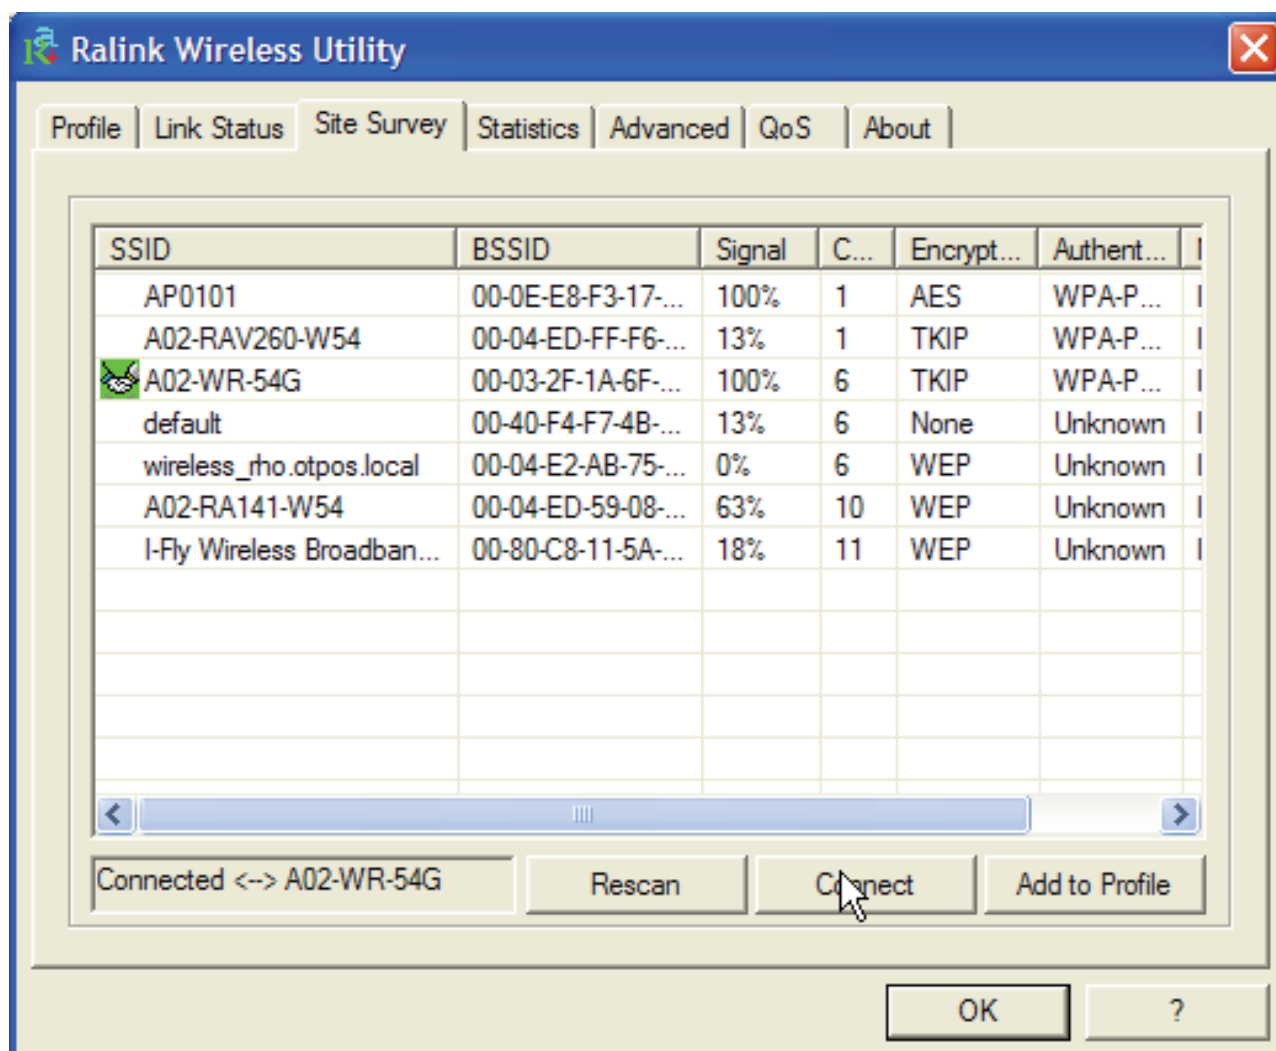 Ralink Wireless Utility
Profile Link Status Site Survey Statistics Advanced QoS About
SSID BSSID Signal C... Encrypt... Authent...
AP0101 00-0E-E8-F3-17-... 100% 1 AES WPA-P...
A02-RAV260-W54 00-04-ED-FF-F6-... 13% 1 TKIP WPA-P...
A02-WR-54G 00-03-2F-1A-6F-... 100% 6 TKIP WPA-P...
default 00-40-F4-F7-4B-... 13% 6 None Unknown
wireless_rho.otpos.local 00-04-E2-AB-75-... 0% 6 WEP Unknown
A02-RA141-W54 00-04-ED-59-08-... 63% 10 WEP Unknown
I-Fly Wireless Broadban... 00-80-C8-11-5A-... 18% 11 WEP Unknown
Connected <--> A02-WR-54G Rescan Connect Add to Profile
OK ?